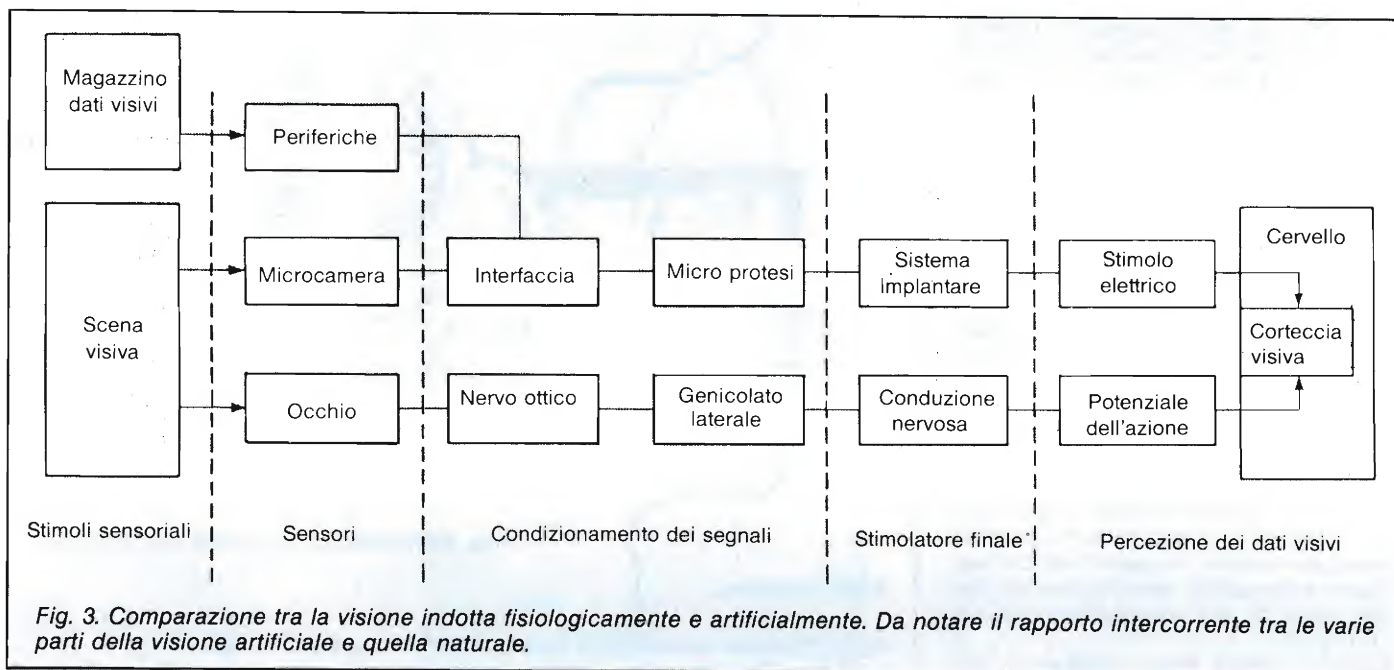 Magazzino
dati visivi
Periferiche
Scena
visiva
Microcamera
Interfaccia
Micro protesi
Sistema
implantare
Stimolo
elettrico
Cervello
Corteccia
visiva
Occhio
Nervo ottico
Genicolato
laterale
Conduzione
nervosa
Potenziale
dell'azione
Stimoli sensoriali
Sensori
Condizionamento dei segnali
Stimolatore finale
Percezione dei dati visivi
Fig. 3. Comparazione tra la visione indotta fisiologicamente e artificialmente. Da notare il rapporto intercorrente tra le varie
parti della visione artificiale e quella naturale.